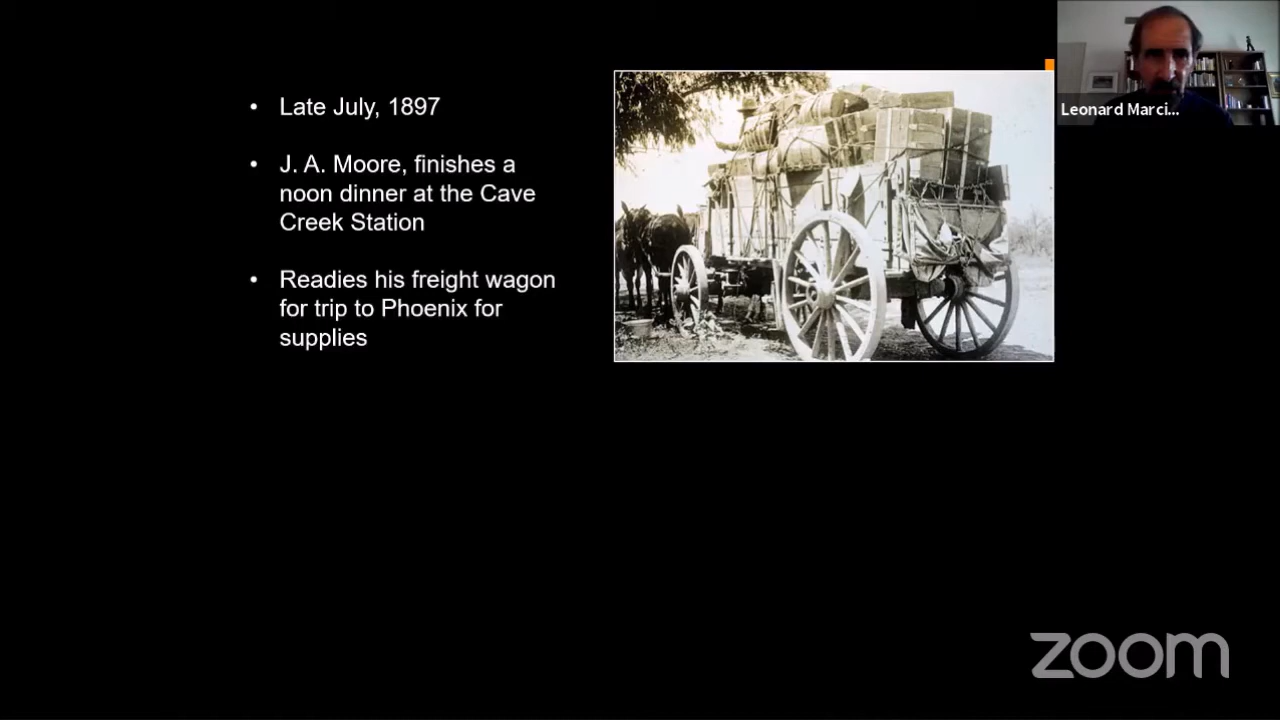 • Late July, 1897
• J. A. Moore, finishes a
noon dinner at the Cave
Creek Station
• Readies his freight wagon
for trip to Phoenix for
supplies
Leonard Marci...
zoom